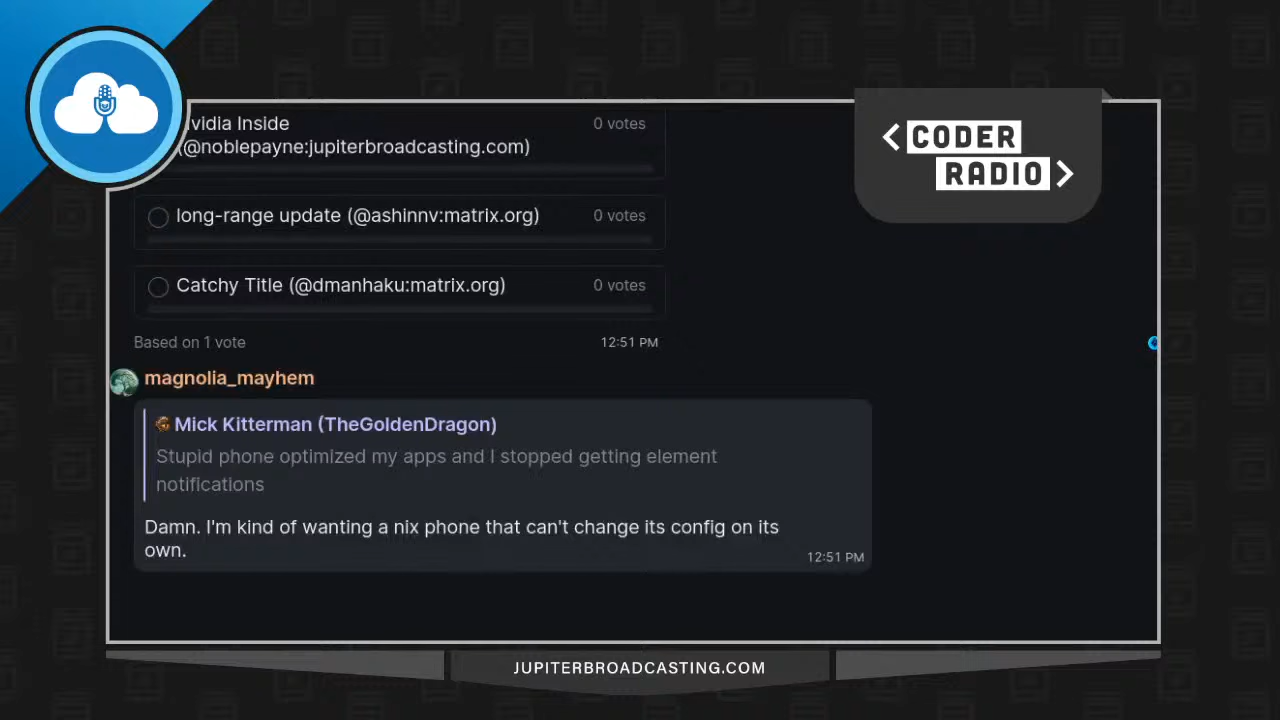 vidia Inside
0 votes
(@noblepayne:jupiterbroadcasting.com)
long-range update (@ashinnv:matrix.org)
0 votes
Catchy Title (@dmanhaku:matrix.org)
0 votes
Based on 1 vote
12:51 PM
magnolia_mayhem
Mick Kitterman (TheGoldenDragon)
Stupid phone optimized my apps and I stopped getting element
notifications
Damn. I'm kind of wanting a nix phone that can't change its config on its
own.
12:51 PM
<CODER
RADIO>
JUPITERBROADCASTING.COM